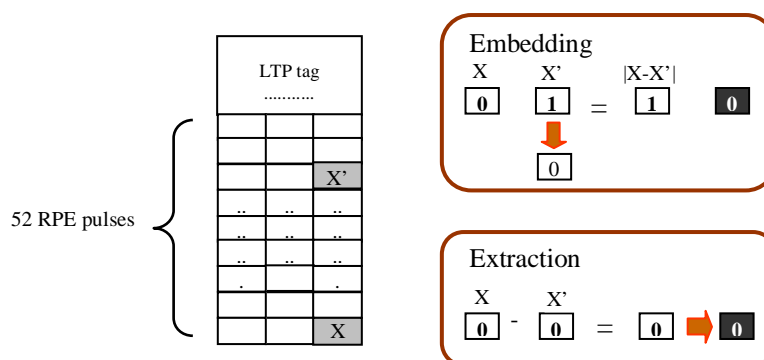 LTP tag
...........
X'
.. .. ..
.. .. ..
.. .. ..
. .
X
52 RPE pulses
Embedding
X X' |X-X'|
0 1 = 1 0
0
Extraction
X X'
0 - 0 = 0 0